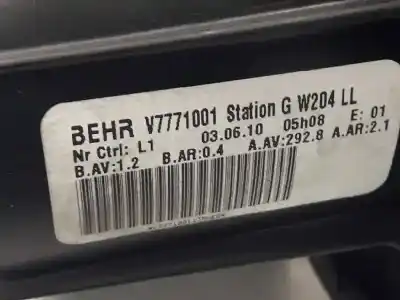 BEHR V7771001 Station G W204 LL
Nr Ctrl: L1 03.06.10 05h08 E: 01
B.AV:1.2 B.AR:0.4 A.AV:292.8 A.AR:2.1